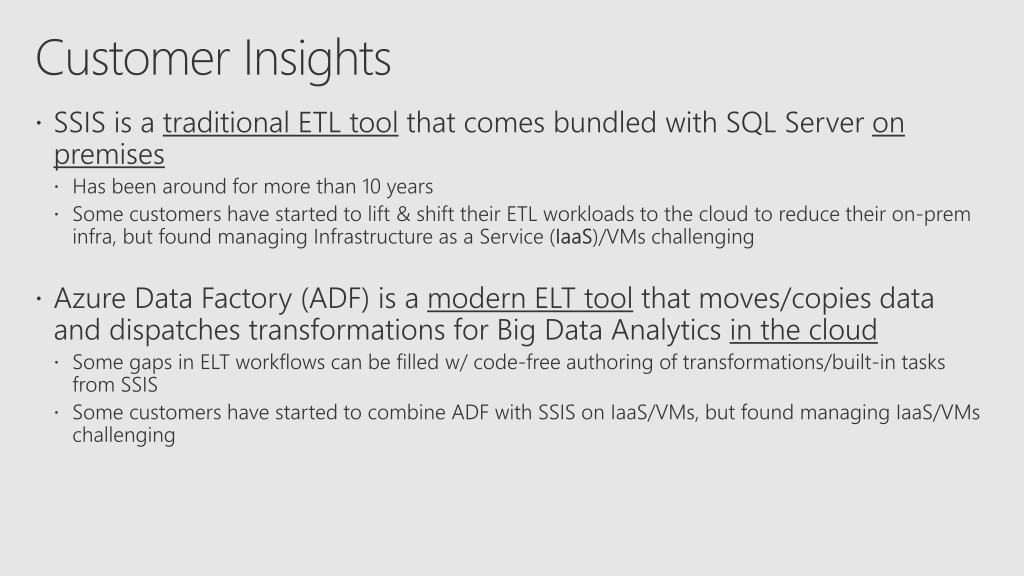 Customer Insights
· SSIS is a traditional ETL tool that comes bundled with SQL Server on
premises
· Has been around for more than 10 years
· Some customers have started to lift & shift their ETL workloads to the cloud to reduce their on-prem
infra, but found managing Infrastructure as a Service (IaaS)/VMs challenging
· Azure Data Factory (ADF) is a modern ELT tool that moves/copies data
and dispatches transformations for Big Data Analytics in the cloud
· Some gaps in ELT workflows can be filled w/ code-free authoring of transformations/built-in tasks
from SSIS
· Some customers have started to combine ADF with SSIS on IaaS/VMs, but found managing IaaS/VMs
challenging